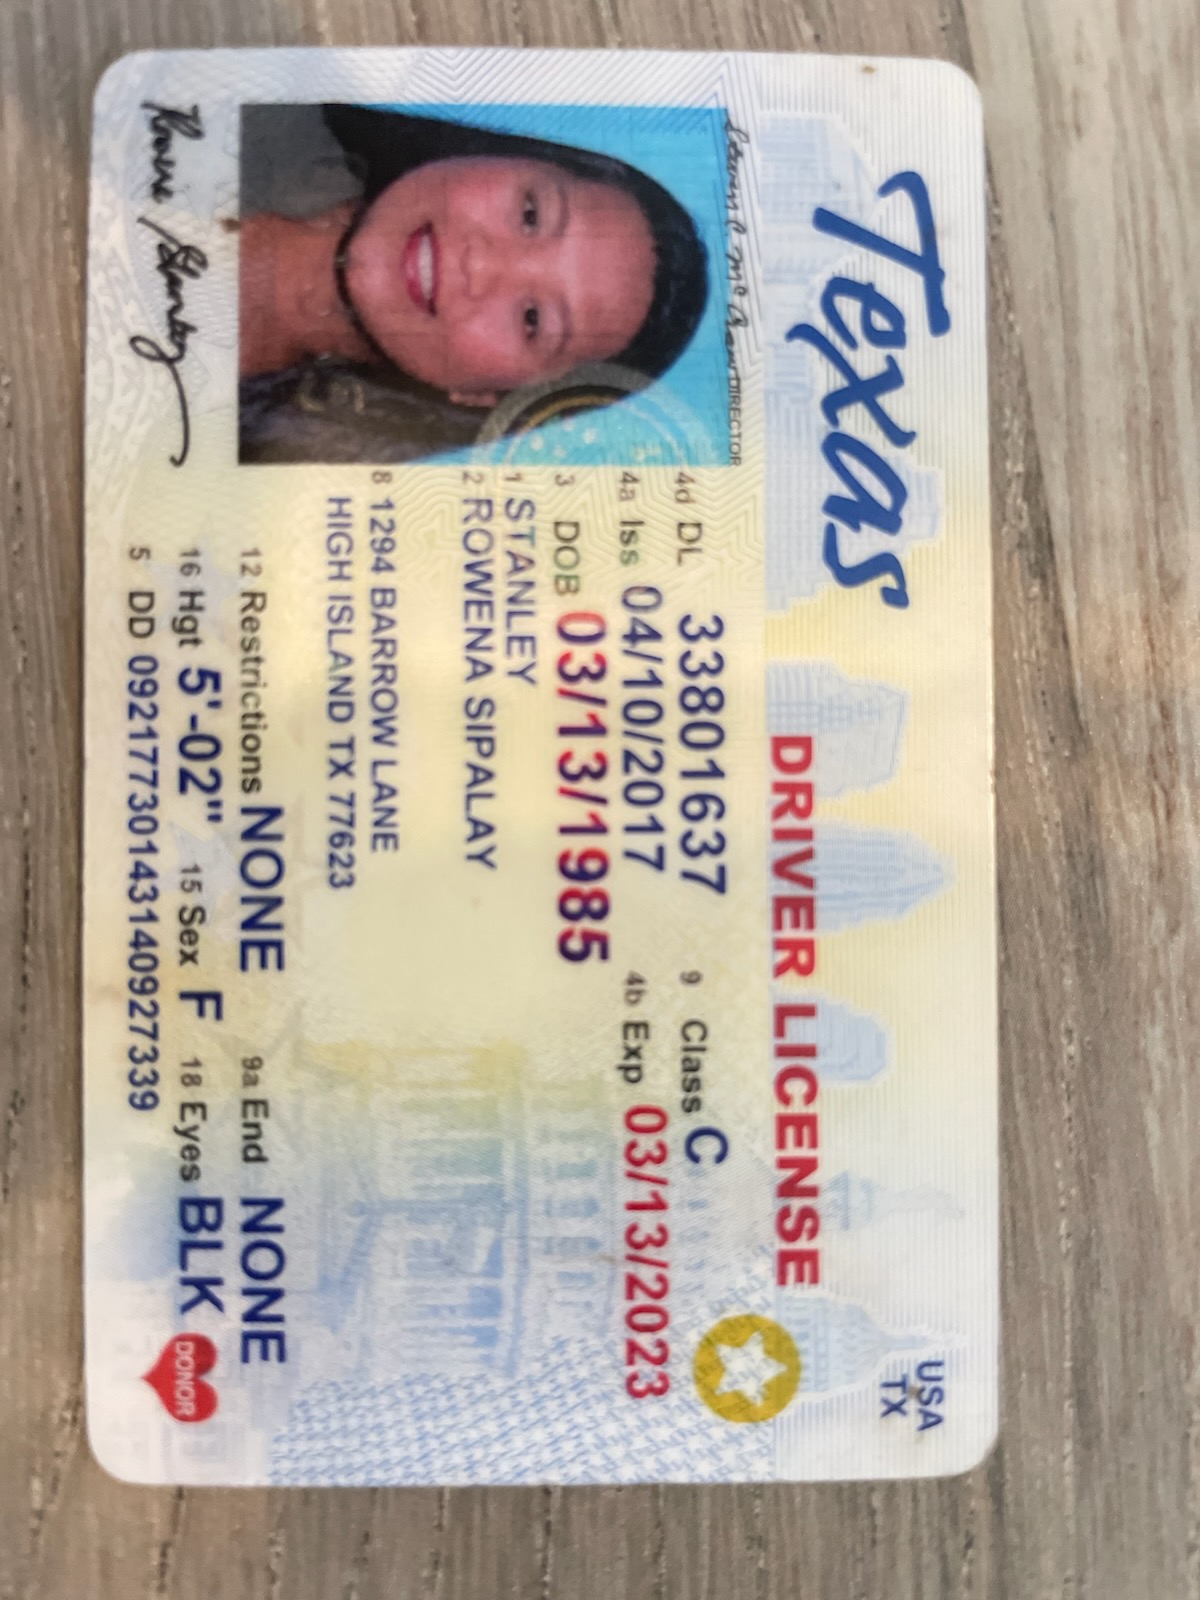 Texas
USA
TX
DRIVER LICENSE
DIRECTOR
4d DL 33801637 9 Class C
4a Iss 04/10/2017 4b Exp 03/13/2023
3 DOB 03/13/1985
1 STANLEY
2 ROWENA SIPALAY
8 1294 BARROW LANE
HIGH ISLAND TX 77623
12 Restrictions NONE 9a End NONE
16 Hgt 5'-02" 15 Sex F 18 Eyes BLK
DONOR
5 DD 09217730143140927339